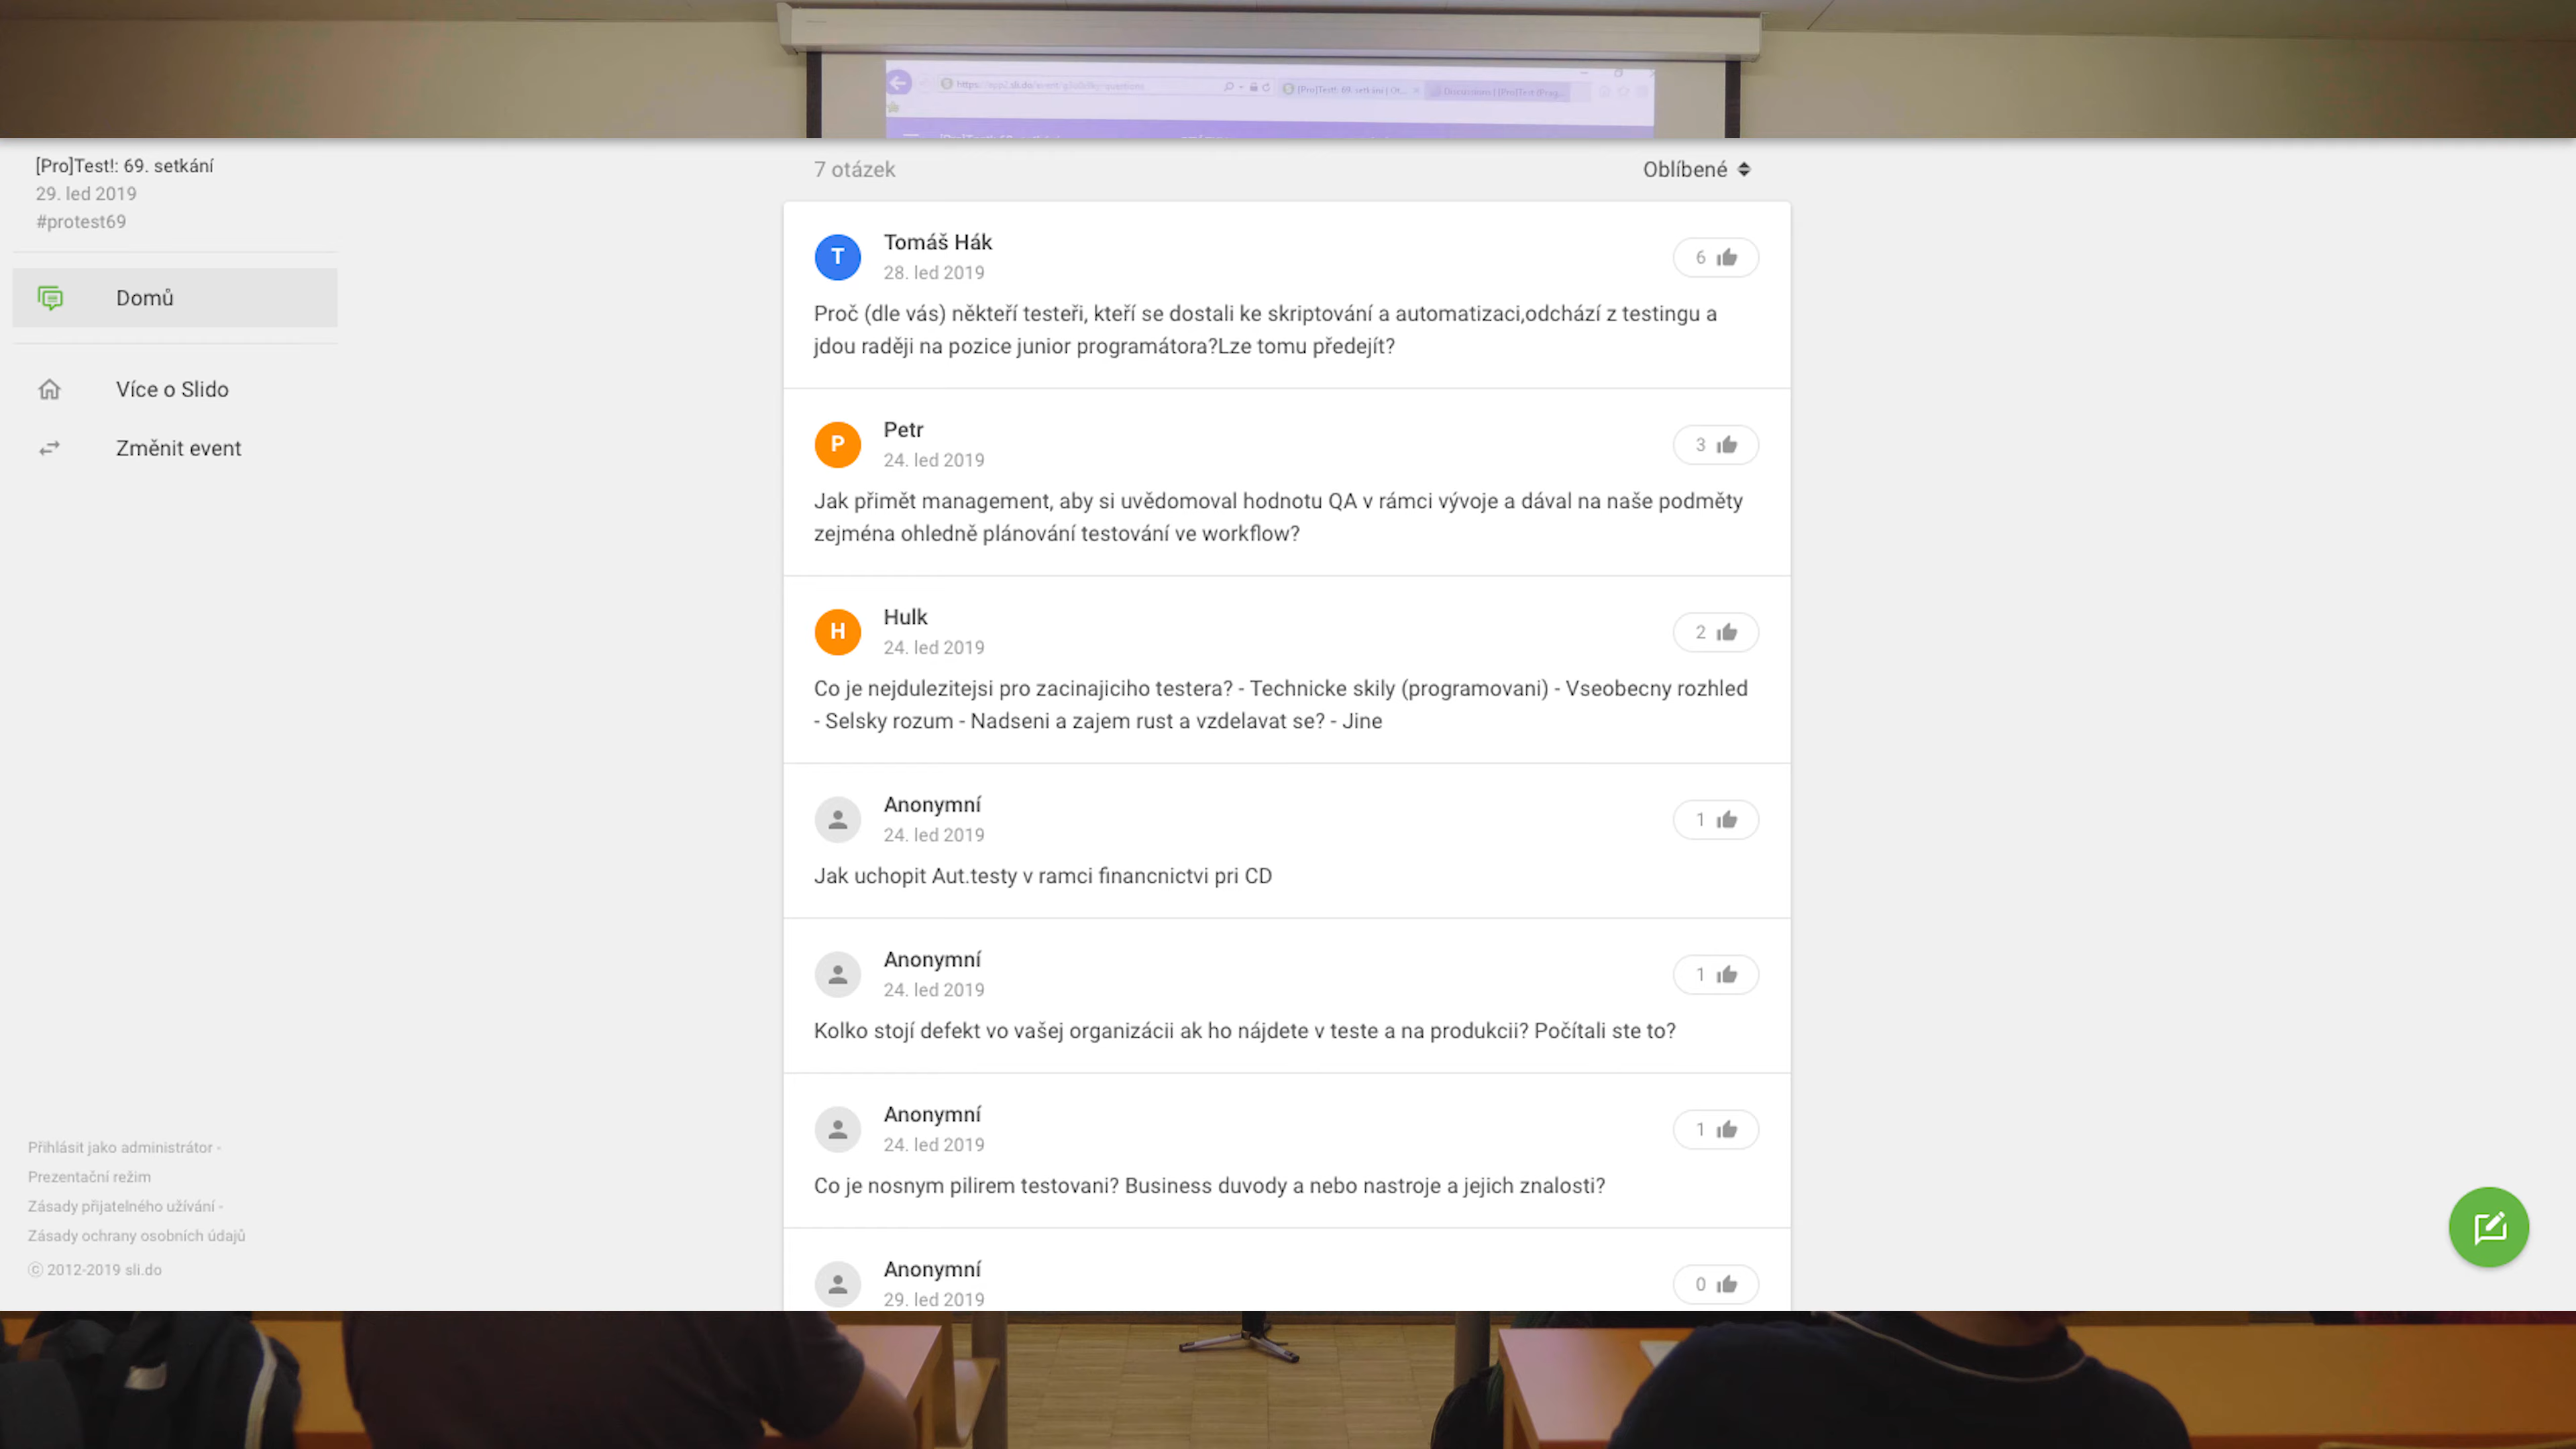 [Pro]Test!: 69. setkání
29. led 2019
#protest69
Domů
Více o Slido
Změnit event
Přihlásit jako administrátor -
Prezentační režim
Zásady přijatelného užívání -
Zásady ochrany osobních údajů
© 2012-2019 sli.do
7 otázek
Oblíbené
T
Tomáš Hák
28. led 2019
6
Proč (dle vás) někteří testeři, kteří se dostali ke skriptování a automatizaci,odchází z testingu a
jdou raději na pozice junior programátora?Lze tomu předejít?
P
Petr
24. led 2019
3
Jak přimět management, aby si uvědomoval hodnotu QA v rámci vývoje a dával na naše podměty
zejména ohledně plánování testování ve workflow?
H
Hulk
24. led 2019
2
Co je nejdulezitejsi pro zacinajiciho testera? - Technicke skily (programovani) - Vseobecny rozhled
- Selsky rozum - Nadseni a zajem rust a vzdelavat se? - Jine
Anonymní
24. led 2019
1
Jak uchopit Aut.testy v ramci financnictvi pri CD
Anonymní
24. led 2019
1
Kolko stojí defekt vo vašej organizácii ak ho nájdete v teste a na produkcii? Počítali ste to?
Anonymní
24. led 2019
1
Co je nosnym pilirem testovani? Business duvody a nebo nastroje a jejich znalosti?
Anonymní
29. led 2019
0